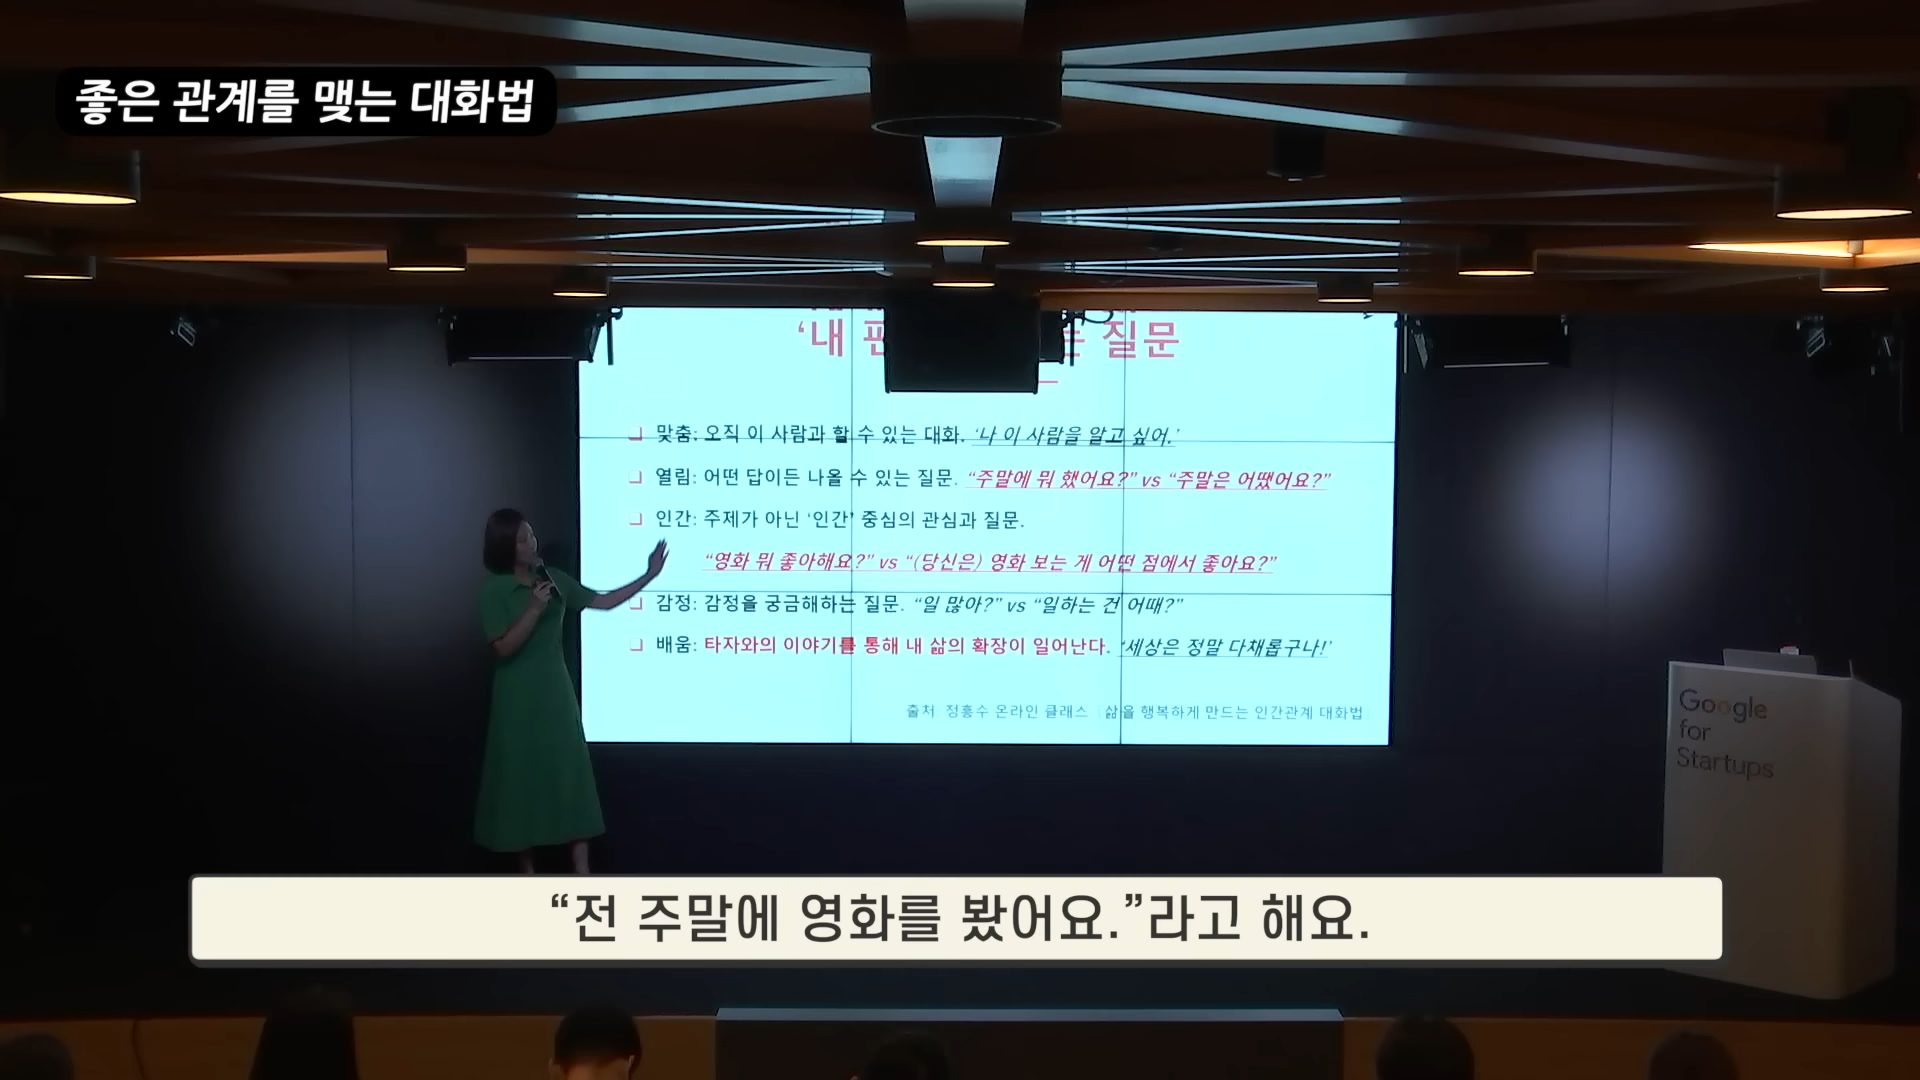 좋은 관계를 맺는 대화법
‘내 는 질문
맞춤: 오직 이 사람과 할 수 있는 대화. ‘나 이 사람을 알고 싶어.’
열림: 어떤 답이든 나올 수 있는 질문. “주말에 뭐 했어요?” vs “주말은 어땠어요?”
인간: 주제가 아닌 ‘인간’ 중심의 관심과 질문.
“영화 뭐 좋아해요?” vs “(당신은) 영화 보는 게 어떤 점에서 좋아요?”
감정: 감정을 궁금해하는 질문. “일 많아?” vs “일하는 건 어때?”
배움: 타자와의 이야기를 통해 내 삶의 확장이 일어난다. ‘세상은 정말 다채롭구나!’
출처 정흥수 온라인 클래스 「삶을 행복하게 만드는 인간관계 대화법」
Google
for
Startups
“전 주말에 영화를 봤어요.”라고 해요.